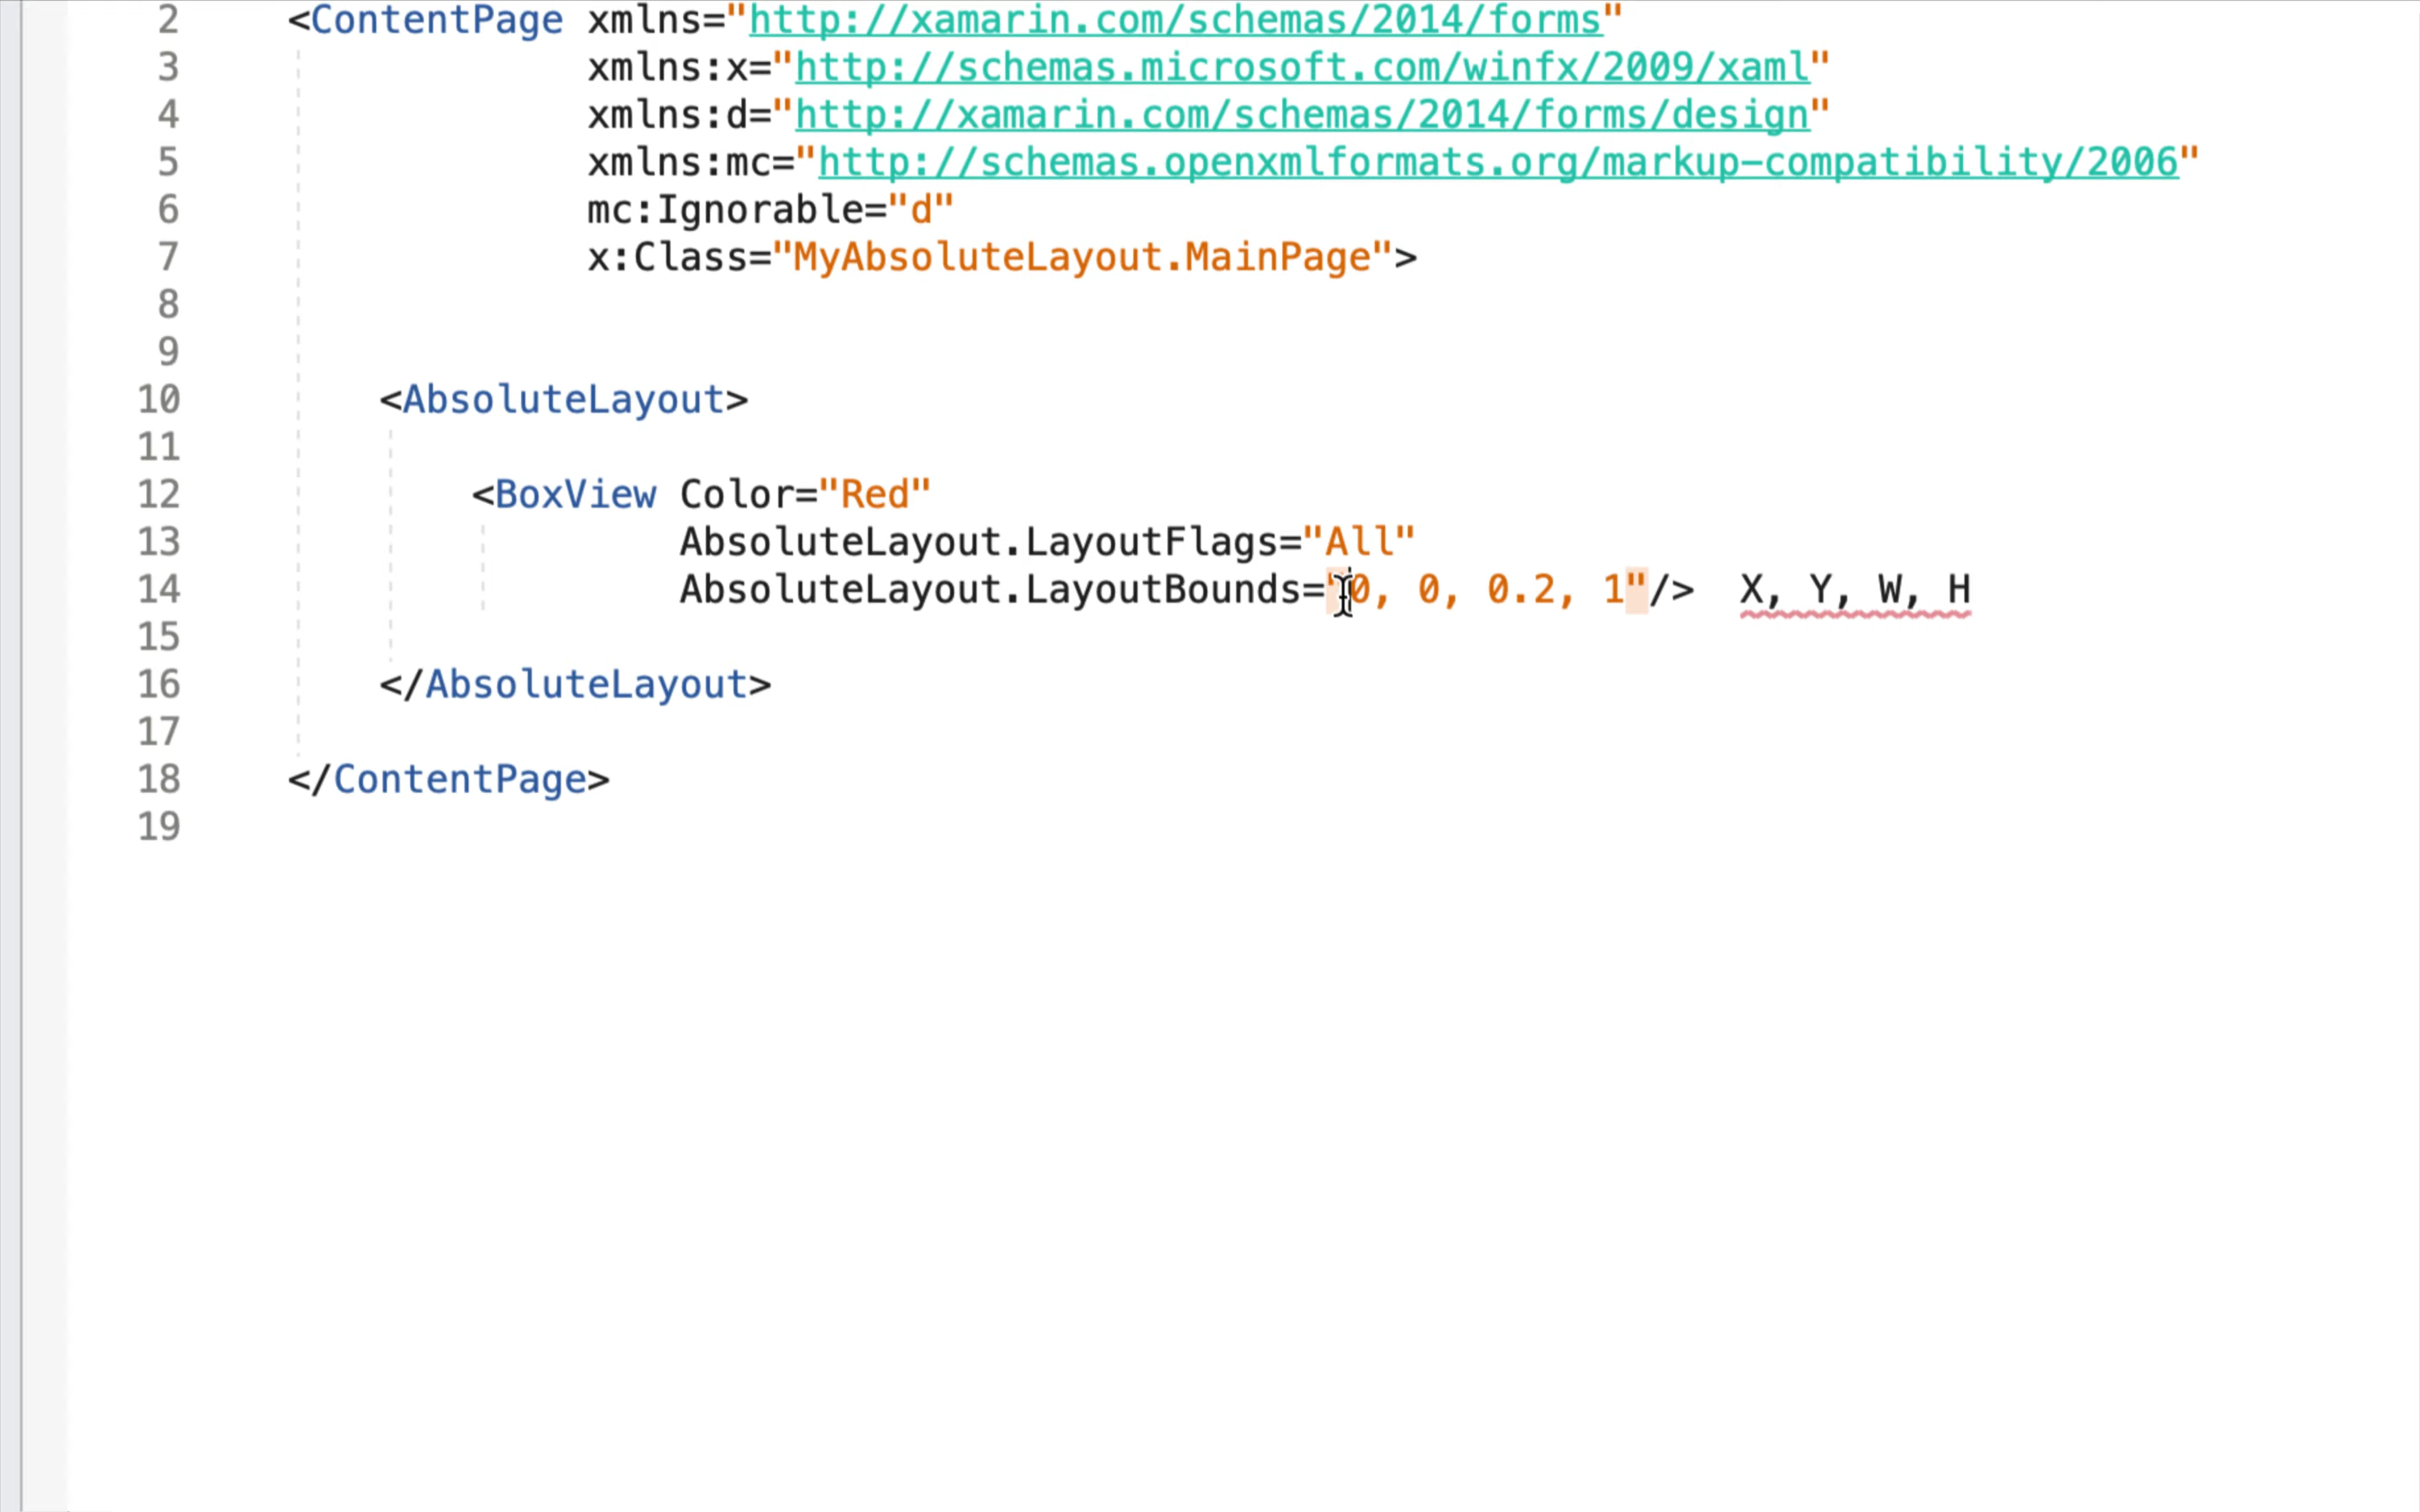 2 <ContentPage xmlns="http://xamarin.com/schemas/2014/forms"
3 xmlns:x="http://schemas.microsoft.com/winfx/2009/xaml"
4 xmlns:d="http://xamarin.com/schemas/2014/forms/design"
5 xmlns:mc="http://schemas.openxmlformats.org/markup-compatibility/2006"
6 mc:Ignorable="d"
7 x:Class="MyAbsoluteLayout.MainPage">
8
9
10 <AbsoluteLayout>
11
12 <BoxView Color="Red"
13 AbsoluteLayout.LayoutFlags="All"
14 AbsoluteLayout.LayoutBounds="0, 0, 0.2, 1"/> X, Y, W, H
15
16 </AbsoluteLayout>
17
18 </ContentPage>
19